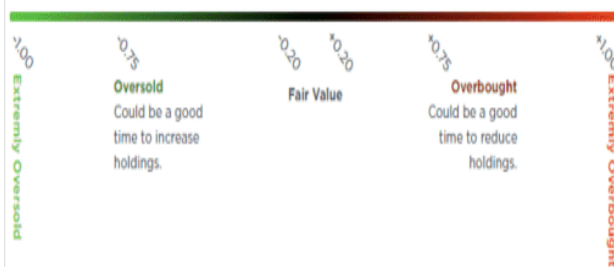 -1.00
-0.75
-0.20
+0.20
+0.75
+1.00
Extremly Oversold
Oversold
Could be a good
time to increase
holdings.
Fair Value
Overbought
Could be a good
time to reduce
holdings.
Extremly Overbought